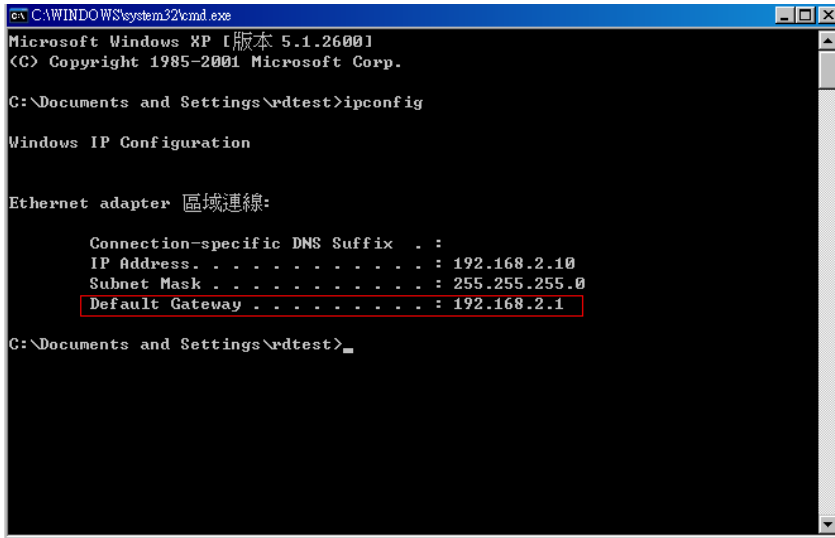 C:\WINDOWS\system32\cmd.exe
Microsoft Windows XP [版本 5.1.2600]
(C) Copyright 1985-2001 Microsoft Corp.
C:\Documents and Settings\rdtest>ipconfig
Windows IP Configuration
Ethernet adapter 區域連線:
Connection-specific DNS Suffix  . :
IP Address. . . . . . . . . . . . : 192.168.2.10
Subnet Mask . . . . . . . . . . . : 255.255.255.0
Default Gateway . . . . . . . . . : 192.168.2.1
C:\Documents and Settings\rdtest>_